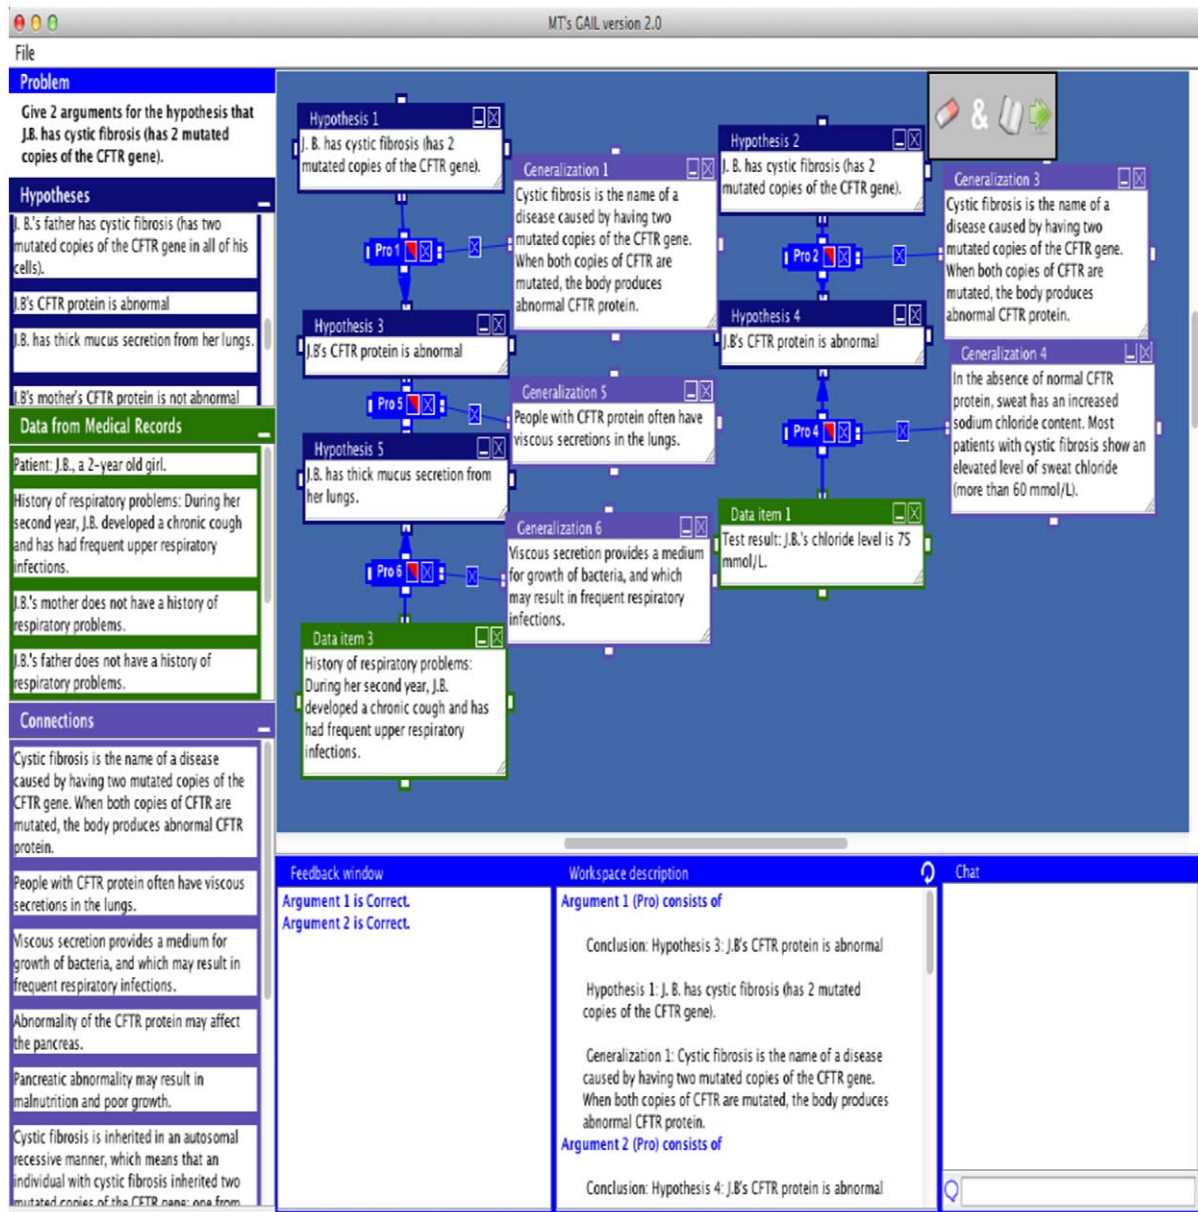 MT's GAIL version 2.0
File
Problem
Give 2 arguments for the hypothesis that
J.B. has cystic fibrosis (has 2 mutated
copies of the CFTR gene).
Hypotheses
J. B.'s father has cystic fibrosis (has two
mutated copies of the CFTR gene in all of his
cells).
J.B's CFTR protein is abnormal
J.B. has thick mucus secretion from her lungs.
J.B's mother's CFTR protein is not abnormal
Data from Medical Records
Patient: J.B., a 2-year old girl.
History of respiratory problems: During her
second year, J.B. developed a chronic cough
and has had frequent upper respiratory
infections.
J.B.'s mother does not have a history of
respiratory problems.
J.B.'s father does not have a history of
respiratory problems.
Connections
Cystic fibrosis is the name of a disease
caused by having two mutated copies of the
CFTR gene. When both copies of CFTR are
mutated, the body produces abnormal CFTR
protein.
People with CFTR protein often have viscous
secretions in the lungs.
Viscous secretion provides a medium for
growth of bacteria, and which may result in
frequent respiratory infections.
Abnormality of the CFTR protein may affect
the pancreas.
Pancreatic abnormality may result in
malnutrition and poor growth.
Cystic fibrosis is inherited in an autosomal
recessive manner, which means that an
individual with cystic fibrosis inherited two
mutated copies of the CFTR gene: one from
Hypothesis 1
J. B. has cystic fibrosis (has 2
mutated copies of the CFTR gene).
Pro 1
Generalization 1
Cystic fibrosis is the name of a
disease caused by having two
mutated copies of the CFTR gene.
When both copies of CFTR are
mutated, the body produces
abnormal CFTR protein.
Hypothesis 3
J.B's CFTR protein is abnormal
Pro 5
Generalization 5
People with CFTR protein often have
viscous secretions in the lungs.
Hypothesis 5
J.B. has thick mucus secretion from
her lungs.
Pro 6
Generalization 6
Viscous secretion provides a medium
for growth of bacteria, and which
may result in frequent respiratory
infections.
Data item 3
History of respiratory problems:
During her second year, J.B.
developed a chronic cough and has
had frequent upper respiratory
infections.
Hypothesis 2
J. B. has cystic fibrosis (has 2
mutated copies of the CFTR gene).
&
Pro 2
Generalization 3
Cystic fibrosis is the name of a
disease caused by having two
mutated copies of the CFTR gene.
When both copies of CFTR are
mutated, the body produces
abnormal CFTR protein.
Hypothesis 4
J.B's CFTR protein is abnormal
Pro 4
Generalization 4
In the absence of normal CFTR
protein, sweat has an increased
sodium chloride content. Most
patients with cystic fibrosis show an
elevated level of sweat chloride
(more than 60 mmol/L).
Data item 1
Test result: J.B.'s chloride level is 75
mmol/L.
Feedback window
Argument 1 is Correct.
Argument 2 is Correct.
Workspace description
Argument 1 (Pro) consists of
Conclusion: Hypothesis 3: J.B's CFTR protein is abnormal
Hypothesis 1: J. B. has cystic fibrosis (has 2 mutated
copies of the CFTR gene).
Generalization 1: Cystic fibrosis is the name of a disease
caused by having two mutated copies of the CFTR gene.
When both copies of CFTR are mutated, the body produces
abnormal CFTR protein.
Argument 2 (Pro) consists of
Conclusion: Hypothesis 4: J.B's CFTR protein is abnormal
Chat